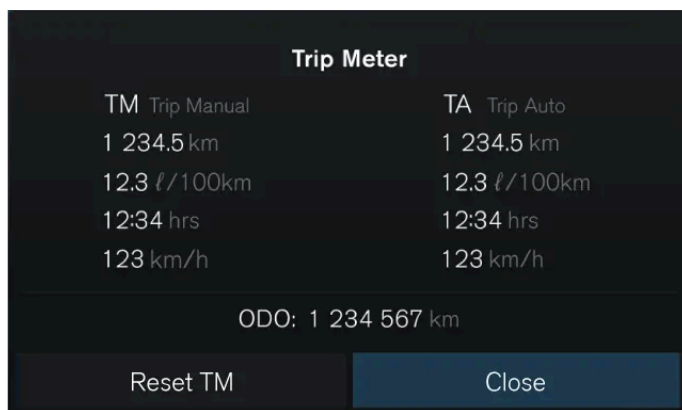 Trip Meter
TM Trip Manual
1 234.5 km
12.3 ℓ/100km
12:34 hrs
123 km/h
TA Trip Auto
1 234.5 km
12.3 ℓ/100km
12:34 hrs
123 km/h
ODO: 1 234 567 km
Reset TM
Close